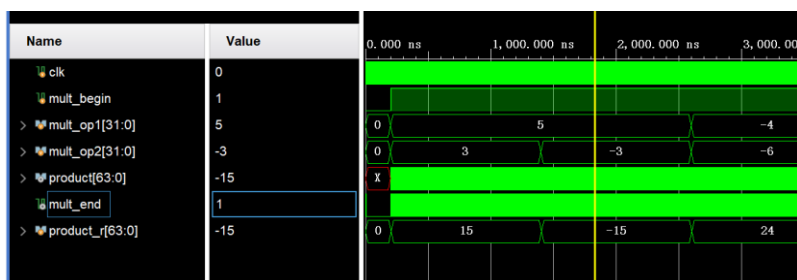 Name Value
0.000 ns 1,000.000 ns 2,000.000 ns 3,000.00
clk 0
mult_begin 1
mult_op1[31:0] 5 0 5 -4
mult_op2[31:0] -3 0 3 -3 -6
product[63:0] -15 X
mult_end 1
product_r[63:0] -15 0 15 -15 24